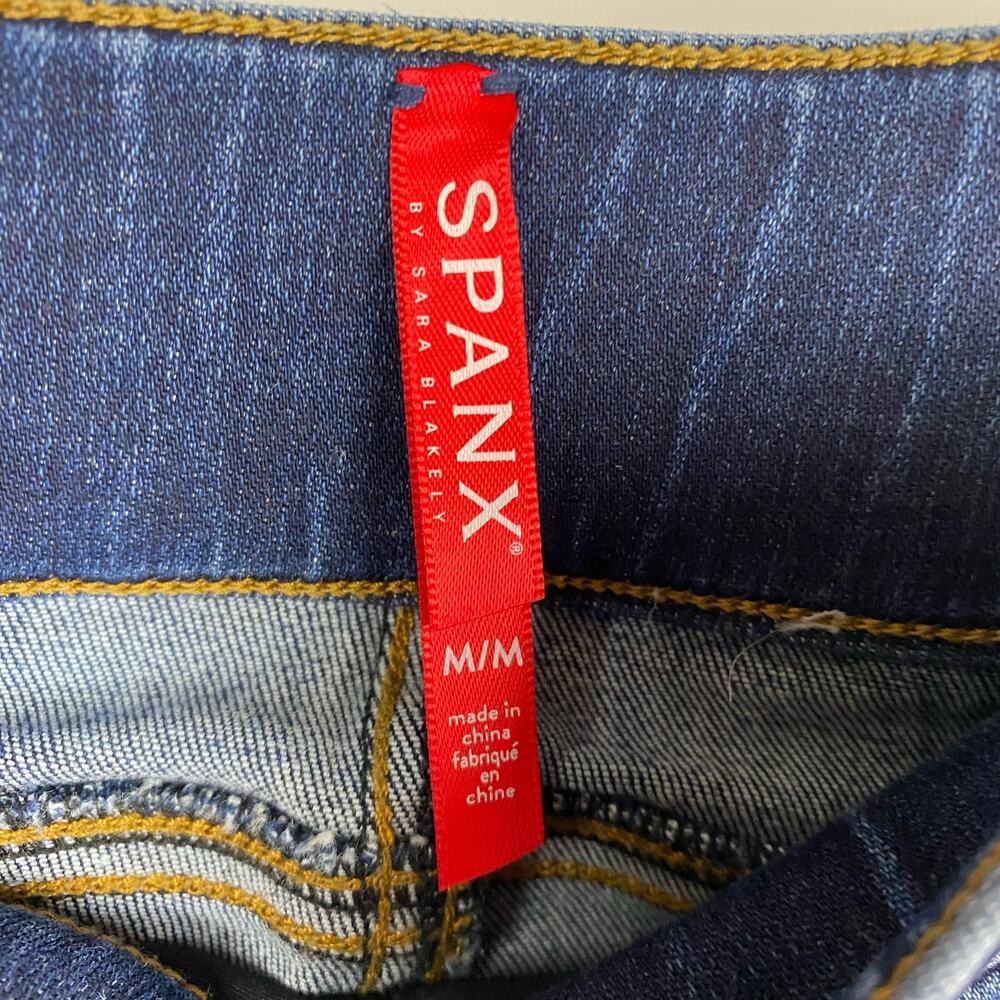 SPANX®
BY SARA BLAKELY
M/M
made in
china
fabriqué
en
chine